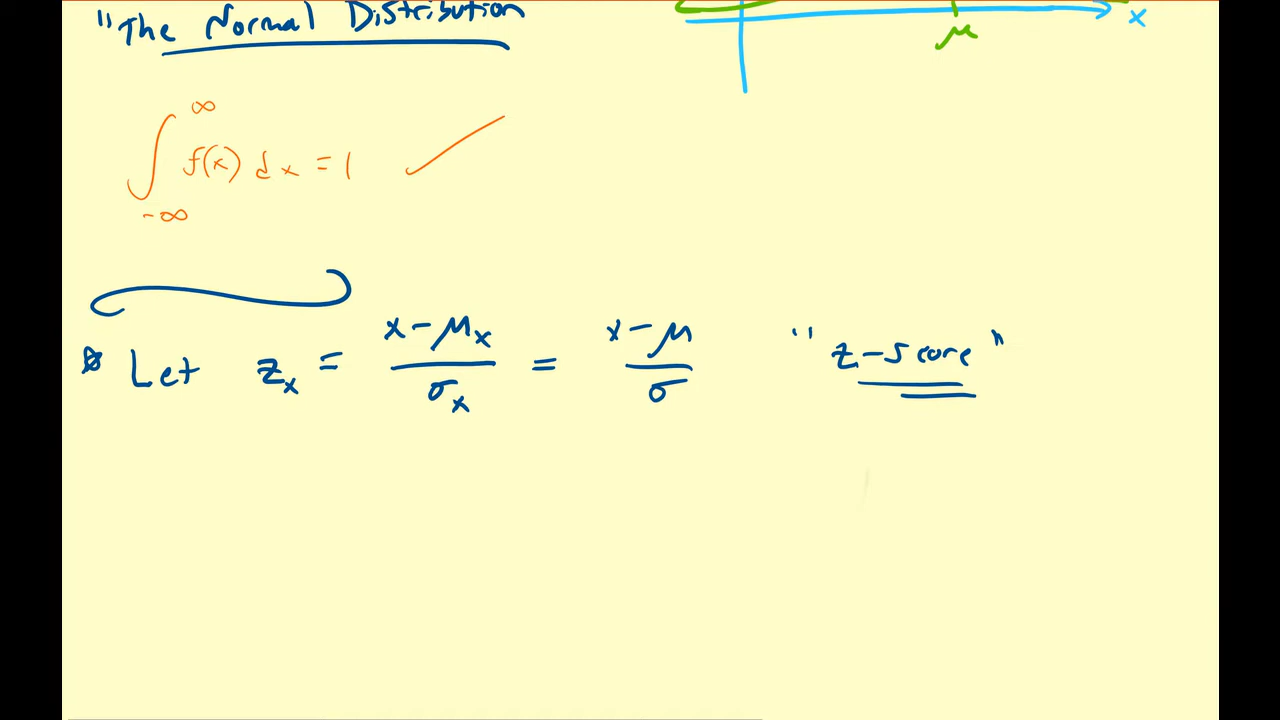 "The Normal Distribution
x
μ
∫_{-∞}^{∞} f(x) dx = 1 ✓
* Let z_x = (x - μ_x)/σ_x = (x - μ)/σ "z-score"